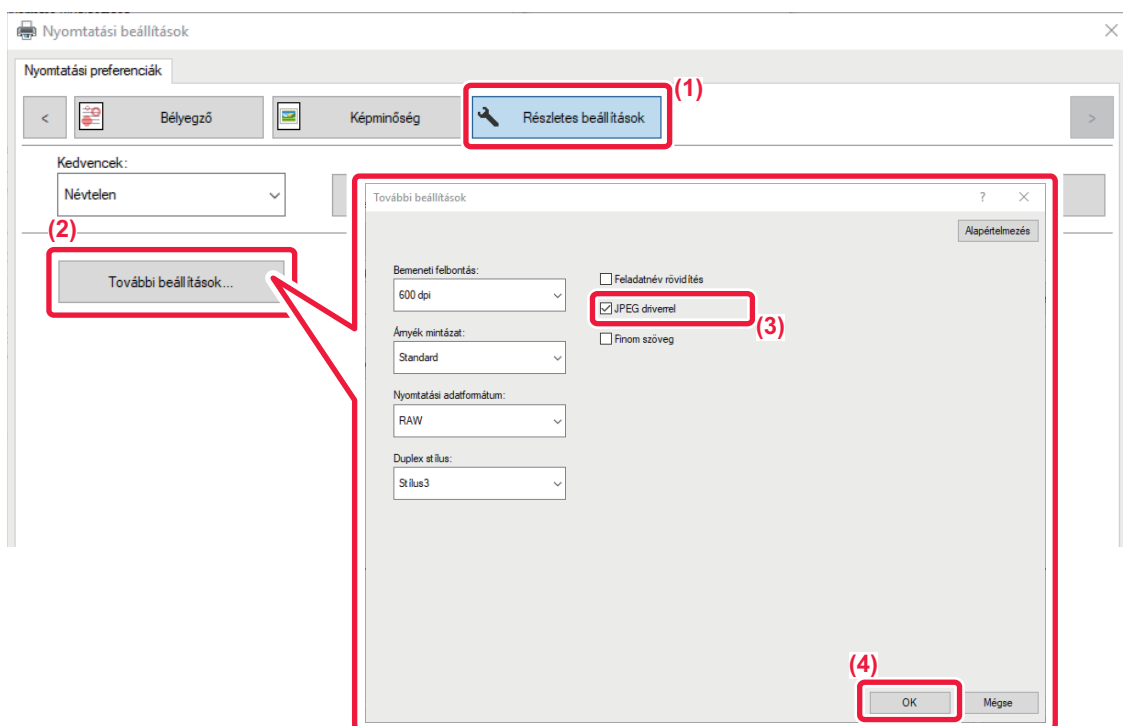 Nyomtatási beállítások
Nyomtatási preferenciák
(1)
<
Bélyegző
Képminőség
Részletes beállítások
>
Kedvencek:
Névtelen
(2)
További beállítások...
További beállítások
?
Alapértelmezés
Bemeneti felbontás:
600 dpi
Árnyék mintázat:
Standard
Nyomtatási adatformátum:
RAW
Duplex stílus:
Stílus3
Feladatnév rövidítés
JPEG driverrel
(3)
Finom szöveg
(4)
OK
Mégse